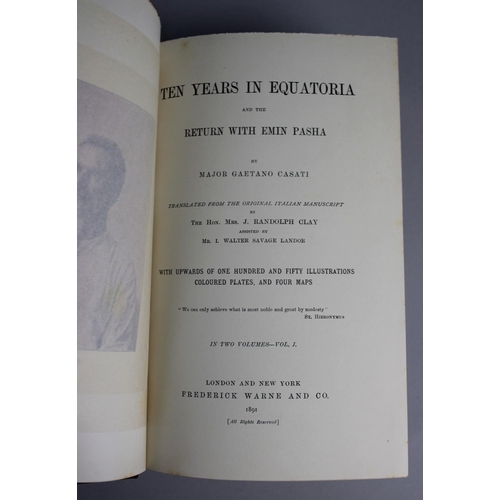 TEN YEARS IN EQUATORIA
AND THE
RETURN WITH EMIN PASHA
BY
MAJOR GAETANO CASATI
TRANSLATED FROM THE ORIGINAL ITALIAN MANUSCRIPT
BY
THE HON. MRS. J. RANDOLPH CLAY
ASSISTED BY
MR. I. WALTER SAVAGE LANDOR
WITH UPWARDS OF ONE HUNDRED AND FIFTY ILLUSTRATIONS
COLOURED PLATES, AND FOUR MAPS
"We can only achieve what is most noble and great by modesty"
ST. HIERONYMUS
IN TWO VOLUMES—VOL. I.
LONDON AND NEW YORK
FREDERICK WARNE AND CO.
1891
[All Rights Reserved]